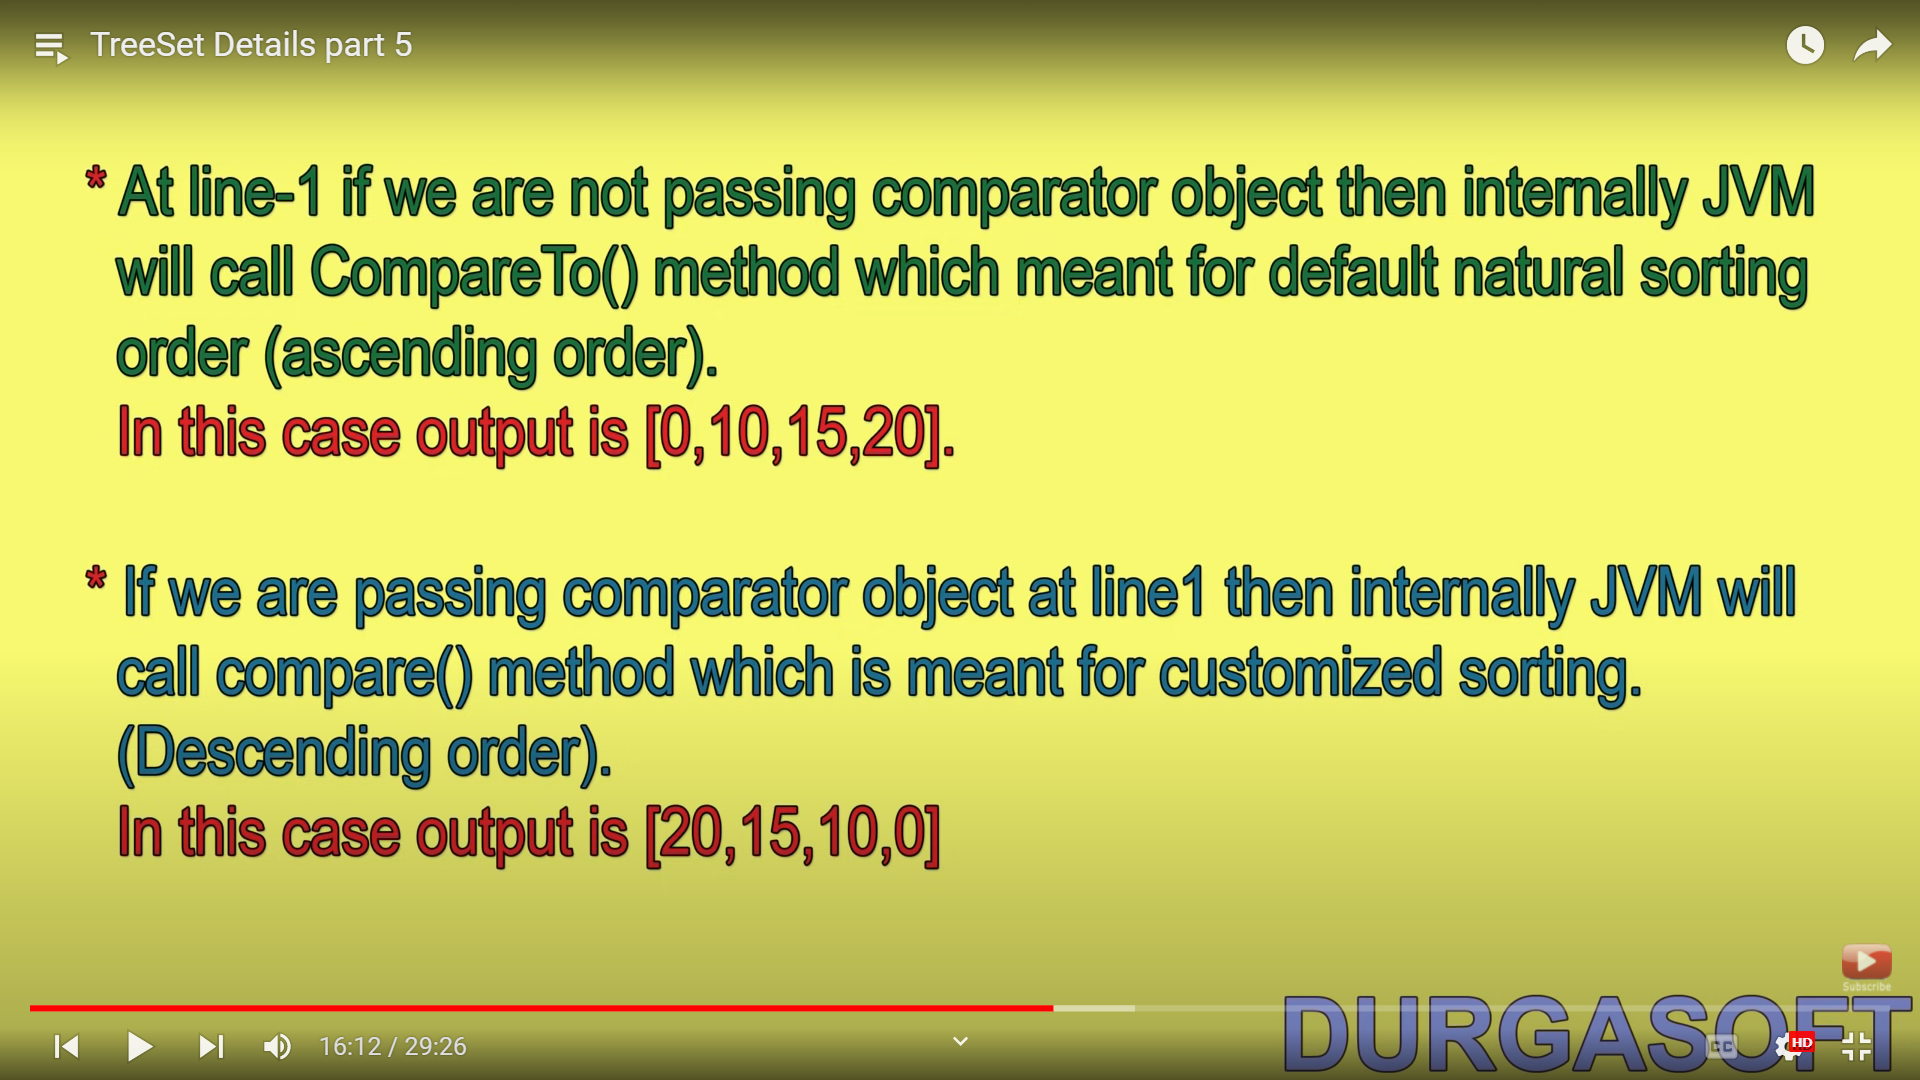 TreeSet Details part 5
* At line-1 if we are not passing comparator object then internally JVM
will call CompareTo() method which meant for default natural sorting
order (ascending order).
In this case output is [0,10,15,20].
* If we are passing comparator object at line1 then internally JVM will
call compare() method which is meant for customized sorting.
(Descending order).
In this case output is [20,15,10,0]
Subscribe
DURGASOFT
16:12 / 29:26
CC
HD